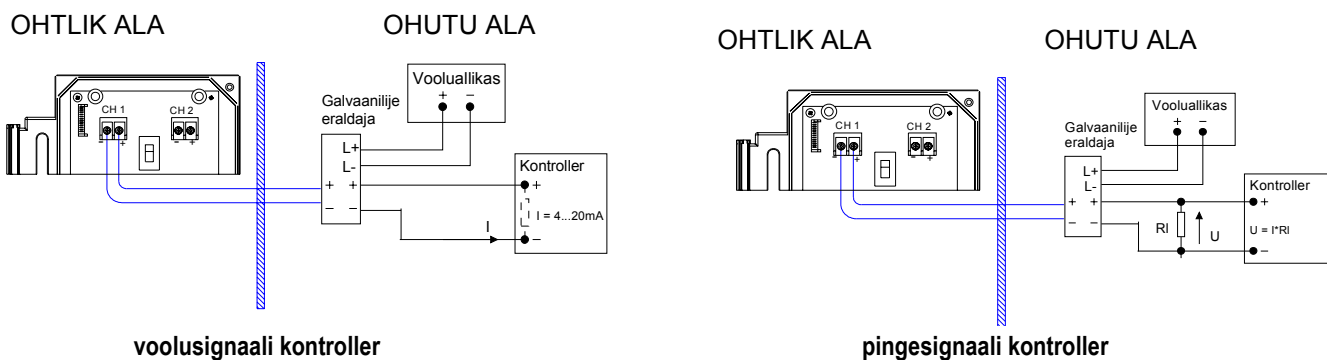 OHTLIK ALA
OHUTU ALA
CH 1
CH 2
- +
- +
Galvaanilije
eraldaja
Vooluallikas
+ −
L+
L-
+ +
− −
Kontroller
+
I = 4...20mA
−
I
voolusignaali kontroller
OHTLIK ALA
OHUTU ALA
CH 1
CH 2
- +
- +
Galvaanilije
eraldaja
Vooluallikas
+ −
L+
L-
+ +
− −
RI
U
Kontroller
+
U = I*RI
−
pingesignaali kontroller